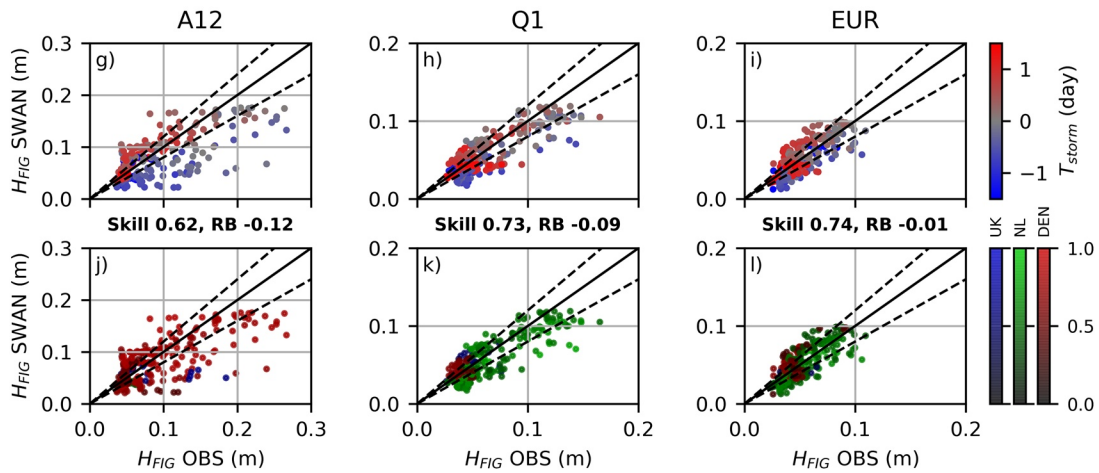 A12 Q1 EUR
0.3 0.2 0.2
g) h) i)
1
0.2
H_FIG SWAN (m) 0.1 0.1 0 T_storm (day)
0.1
−1
0.0 0.0 0.0
Skill 0.62, RB -0.12 Skill 0.73, RB -0.09 Skill 0.74, RB -0.01 UK NL DEN
0.3 0.2 0.2 1.0
j) k) l)
0.2
H_FIG SWAN (m) 0.1 0.1 0.5
0.1
0.0 0.0 0.0 0.0
0.0 0.1 0.2 0.3 0.0 0.1 0.2 0.0 0.1 0.2
H_FIG OBS (m) H_FIG OBS (m) H_FIG OBS (m)